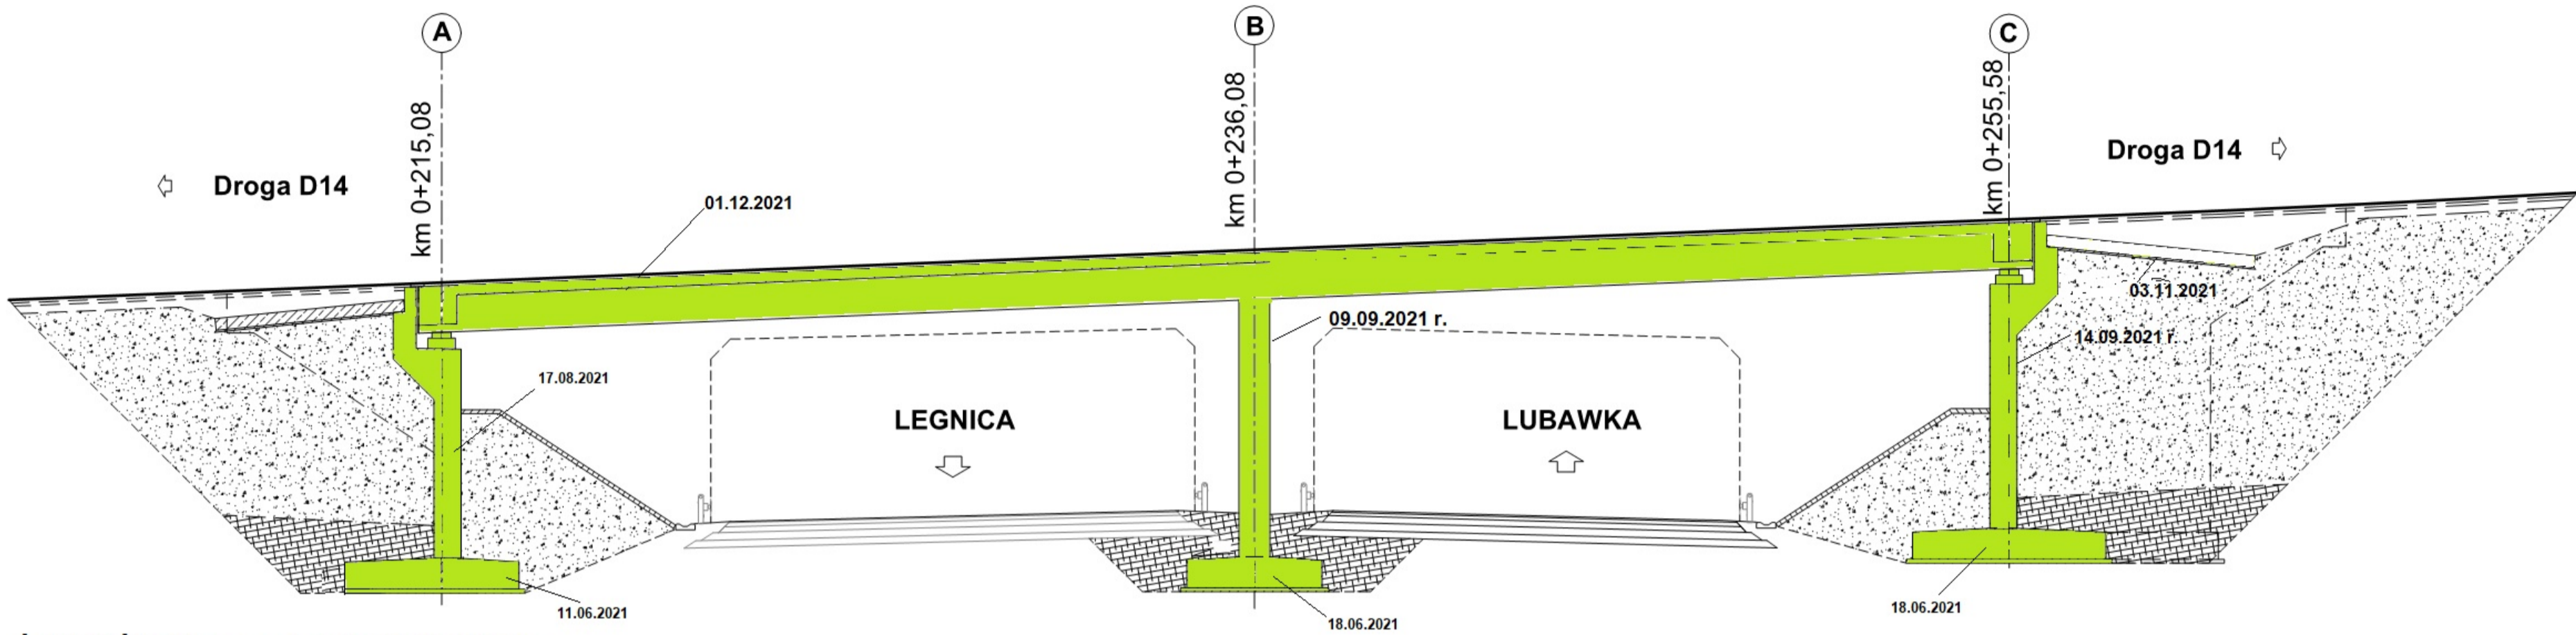 A
B
C
km 0+215,08
km 0+236,08
km 0+255,58
Droga D14
Droga D14
01.12.2021
03.11.2021
09.09.2021 r.
14.09.2021 r.
17.08.2021
LEGNICA
LUBAWKA
11.06.2021
18.06.2021
18.06.2021